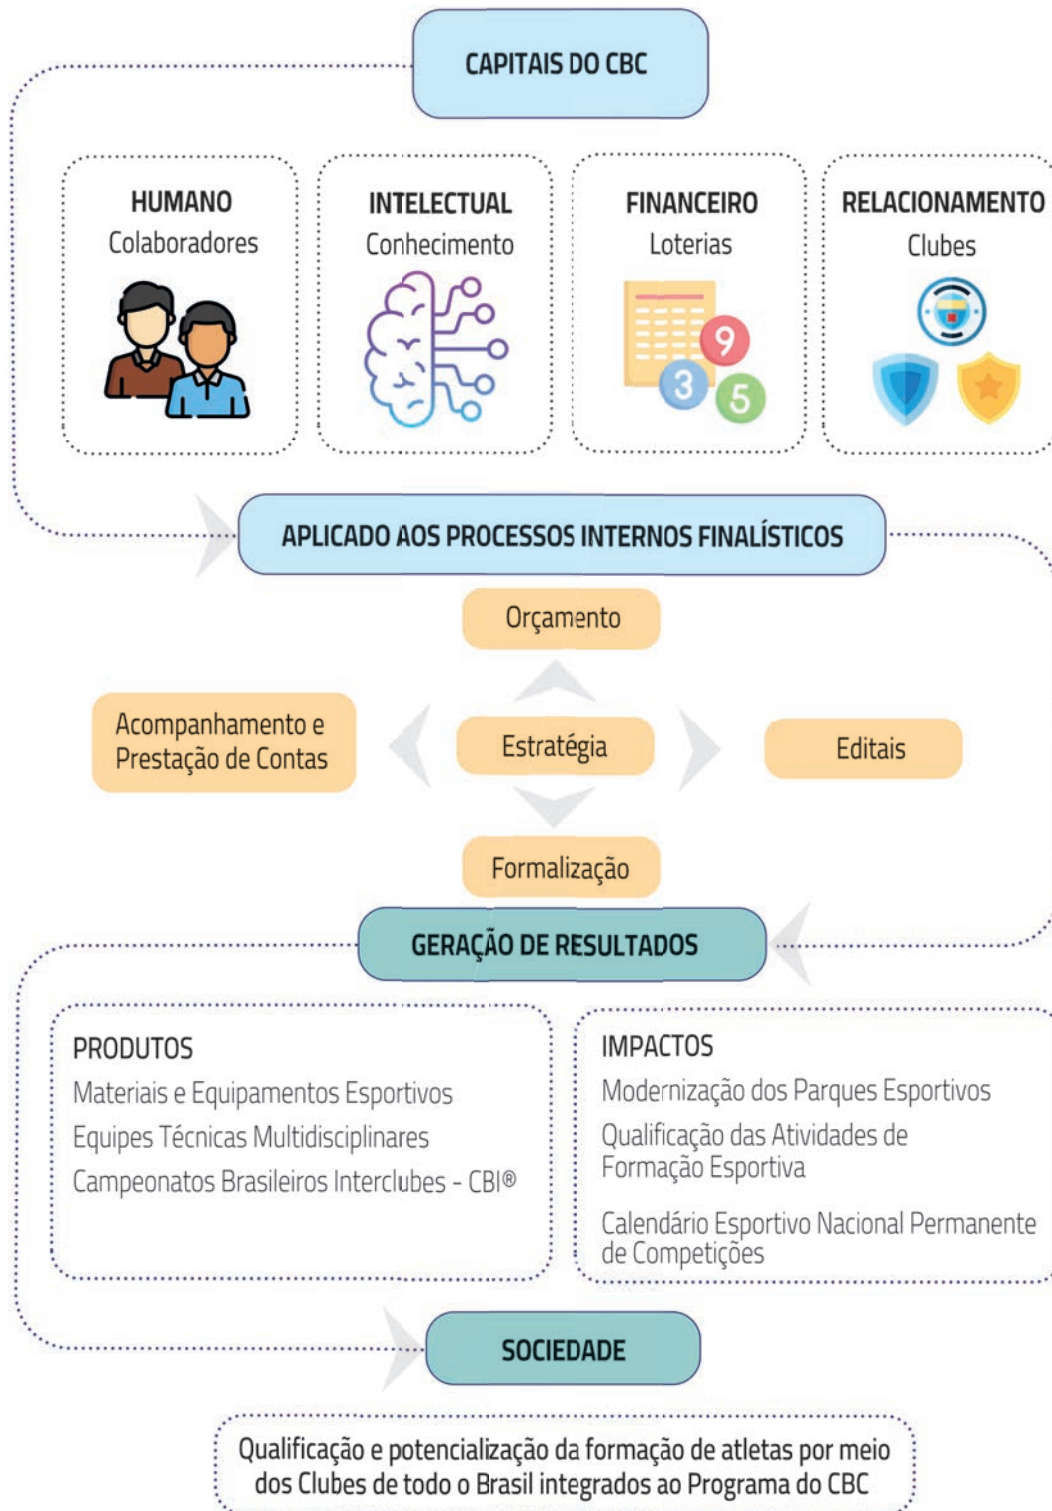 CAPITAIS DO CBC
HUMANO
Colaboradores
INTELECTUAL
Conhecimento
FINANCEIRO
Loterias
9
3
5
RELACIONAMENTO
Clubes
APLICADO AOS PROCESSOS INTERNOS FINALÍSTICOS
Orçamento
Acompanhamento e
Prestação de Contas
Estratégia
Editais
Formalização
GERAÇÃO DE RESULTADOS
PRODUTOS
Materiais e Equipamentos Esportivos
Equipes Técnicas Multidisciplinares
Campeonatos Brasileiros Interclubes - CBI®
IMPACTOS
Modernização dos Parques Esportivos
Qualificação das Atividades de
Formação Esportiva
Calendário Esportivo Nacional Permanente
de Competições
SOCIEDADE
Qualificação e potencialização da formação de atletas por meio
dos Clubes de todo o Brasil integrados ao Programa do CBC